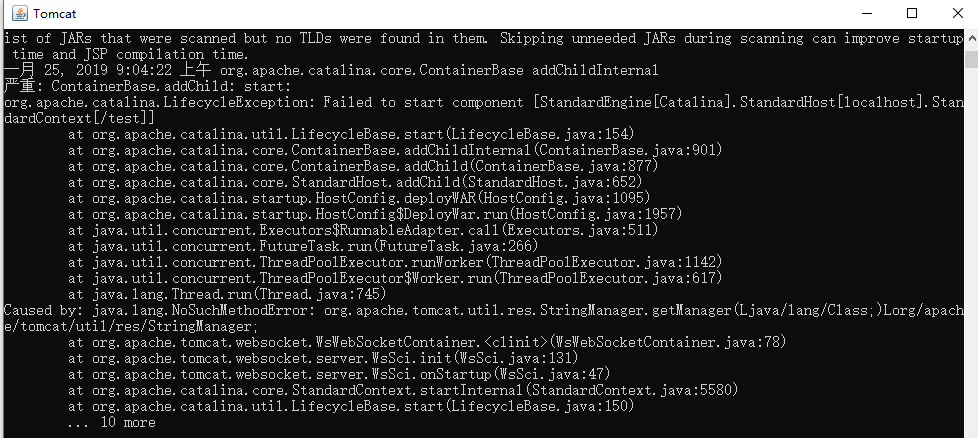 Tomcat
ist of JARs that were scanned but no TLDs were found in them. Skipping unneeded JARs during scanning can improve startup
time and JSP compilation time.
一月 25, 2019 9:04:22 上午 org.apache.catalina.core.ContainerBase addChildInternal
严重: ContainerBase.addChild: start:
org.apache.catalina.LifecycleException: Failed to start component [StandardEngine[Catalina].StandardHost[localhost].Stan
dardContext[/test]]
at org.apache.catalina.util.LifecycleBase.start(LifecycleBase.java:154)
at org.apache.catalina.core.ContainerBase.addChildInternal(ContainerBase.java:901)
at org.apache.catalina.core.ContainerBase.addChild(ContainerBase.java:877)
at org.apache.catalina.core.StandardHost.addChild(StandardHost.java:652)
at org.apache.catalina.startup.HostConfig.deployWAR(HostConfig.java:1095)
at org.apache.catalina.startup.HostConfig$DeployWar.run(HostConfig.java:1957)
at java.util.concurrent.Executors$RunnableAdapter.call(Executors.java:511)
at java.util.concurrent.FutureTask.run(FutureTask.java:266)
at java.util.concurrent.ThreadPoolExecutor.runWorker(ThreadPoolExecutor.java:1142)
at java.util.concurrent.ThreadPoolExecutor$Worker.run(ThreadPoolExecutor.java:617)
at java.lang.Thread.run(Thread.java:745)
Caused by: java.lang.NoSuchMethodError: org.apache.tomcat.util.res.StringManager.getManager(Ljava/lang/Class;)Lorg/apach
e/tomcat/util/res/StringManager;
at org.apache.tomcat.websocket.WsWebSocketContainer.<clinit>(WsWebSocketContainer.java:78)
at org.apache.tomcat.websocket.server.WsSci.init(WsSci.java:131)
at org.apache.tomcat.websocket.server.WsSci.onStartup(WsSci.java:47)
at org.apache.catalina.core.StandardContext.startInternal(StandardContext.java:5580)
at org.apache.catalina.util.LifecycleBase.start(LifecycleBase.java:150)
... 10 more